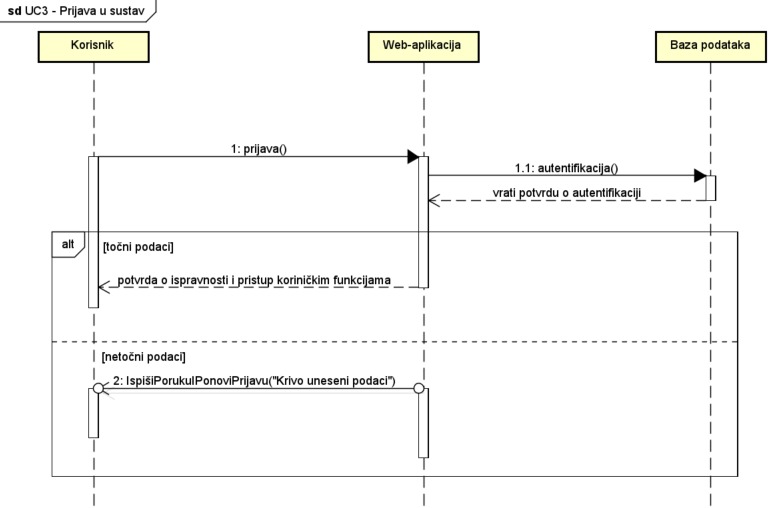 sd UC3 - Prijava u sustav
Korisnik
Web-aplikacija
Baza podataka
1: prijava()
1.1: autentifikacija()
vrati potvrdu o autentifikaciji
alt
[točni podaci]
potvrda o ispravnosti i pristup koriničkim funkcijama
[netočni podaci]
2: IspišiPorukuIPonoviPrijavu("Krivo uneseni podaci")